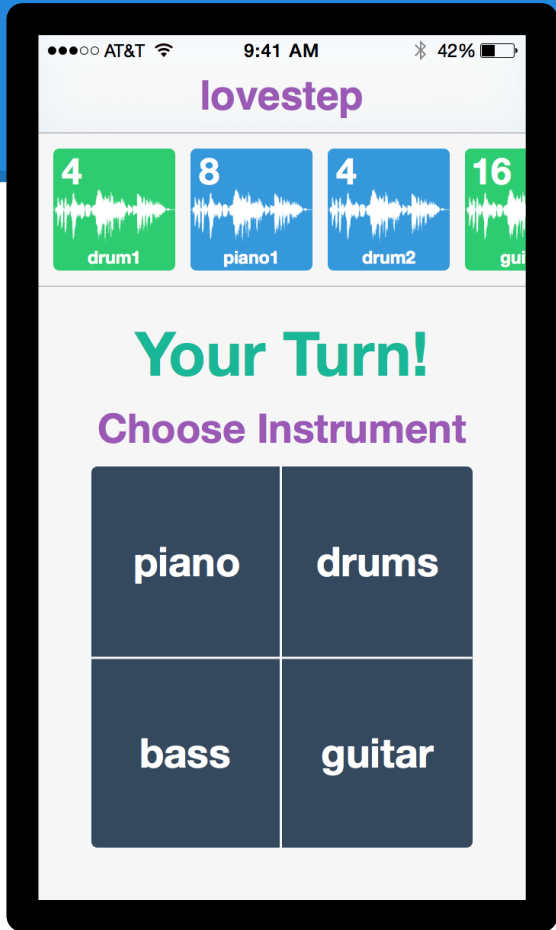 AT&T 9:41 AM 42%
lovestep
4 8 4 16
drum1 piano1 drum2 gui
Your Turn!
Choose Instrument
piano drums
bass guitar